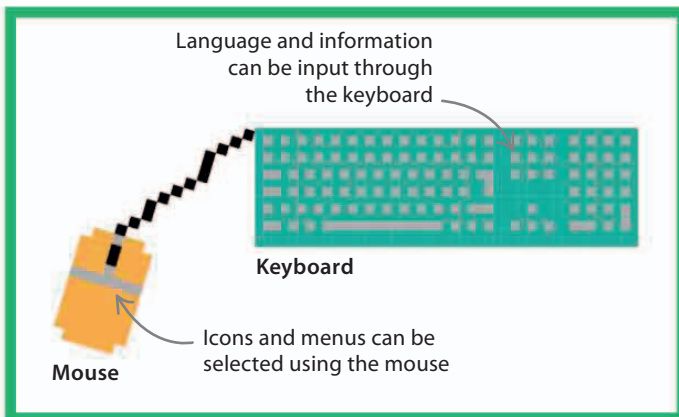 Language and information
can be input through
the keyboard
Keyboard
Icons and menus can be
selected using the mouse
Mouse